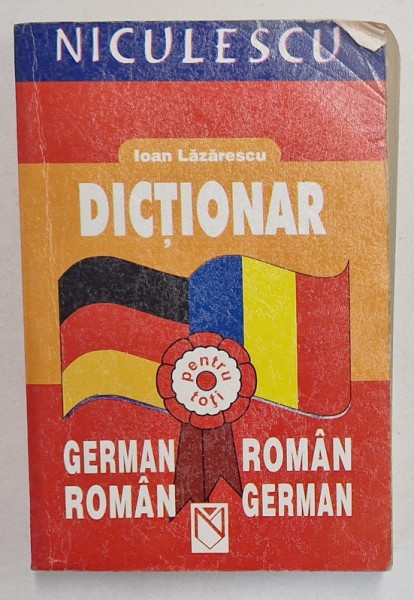 NICULESCU
Ioan Lăzărescu
DICȚIONAR
pentru
toți
GERMAN ROMÂN
ROMÂN GERMAN